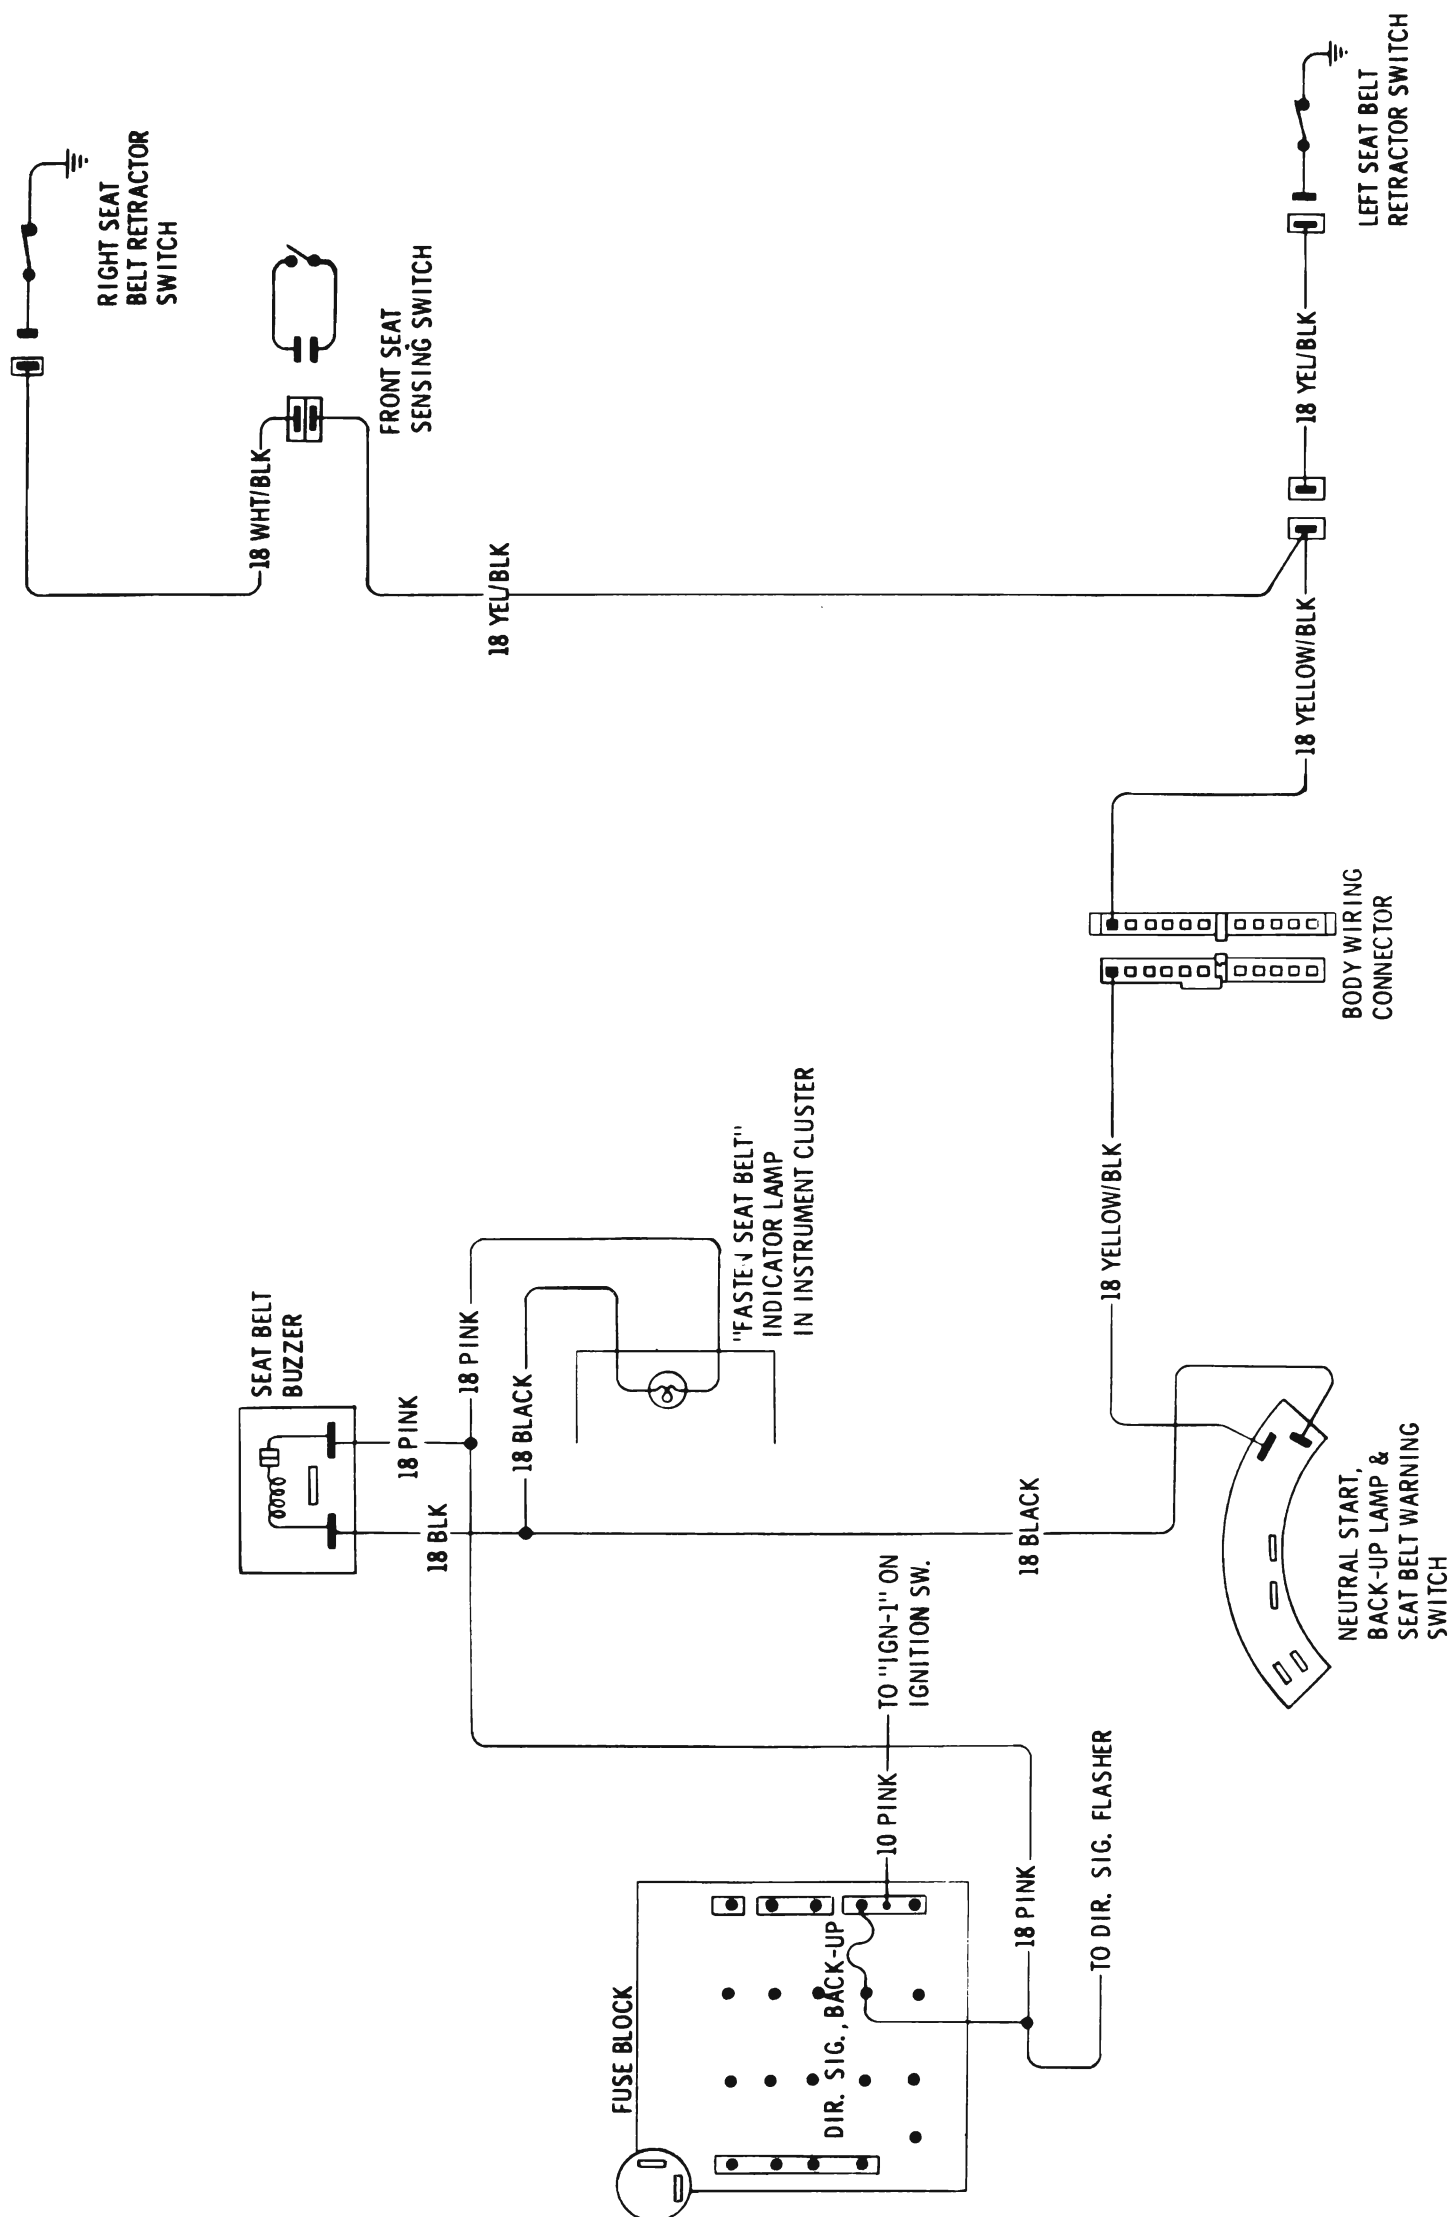 RIGHT SEAT
BELT RETRACTOR
SWITCH
FRONT SEAT
SENSING SWITCH
18 WHT/BLK
18 YEL/BLK
LEFT SEAT BELT
RETRACTOR SWITCH
18 YEL/BLK
18 YELLOW/BLK
BODY WIRING
CONNECTOR
18 YELLOW/BLK
SEAT BELT
BUZZER
18 PINK
18 PINK
18 BLK
18 BLACK
"FASTEN SEAT BELT"
INDICATOR LAMP
IN INSTRUMENT CLUSTER
18 BLACK
NEUTRAL START,
BACK-UP LAMP &
SEAT BELT WARNING
SWITCH
TO "IGN-1" ON
IGNITION SW.
10 PINK
18 PINK
TO DIR. SIG. FLASHER
FUSE BLOCK
DIR. SIG., BACK-UP